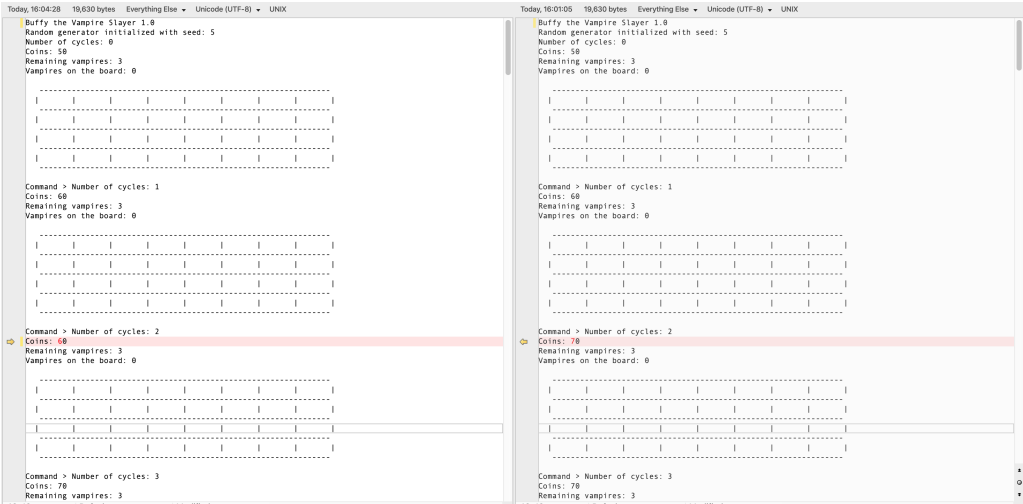 Today, 16:04:28 19,630 bytes Everything Else Unicode (UTF-8) UNIX
Buffy the Vampire Slayer 1.0
Random generator initialized with seed: 5
Number of cycles: 0
Coins: 50
Remaining vampires: 3
Vampires on the board: 0
Command > Number of cycles: 1
Coins: 60
Remaining vampires: 3
Vampires on the board: 0
Command > Number of cycles: 2
Coins: 60
Remaining vampires: 3
Vampires on the board: 0
Command > Number of cycles: 3
Coins: 70
Remaining vampires: 3
Today, 16:01:05 19,630 bytes Everything Else Unicode (UTF-8) UNIX
Buffy the Vampire Slayer 1.0
Random generator initialized with seed: 5
Number of cycles: 0
Coins: 50
Remaining vampires: 3
Vampires on the board: 0
Command > Number of cycles: 1
Coins: 60
Remaining vampires: 3
Vampires on the board: 0
Command > Number of cycles: 2
Coins: 70
Remaining vampires: 3
Vampires on the board: 0
Command > Number of cycles: 3
Coins: 70
Remaining vampires: 3